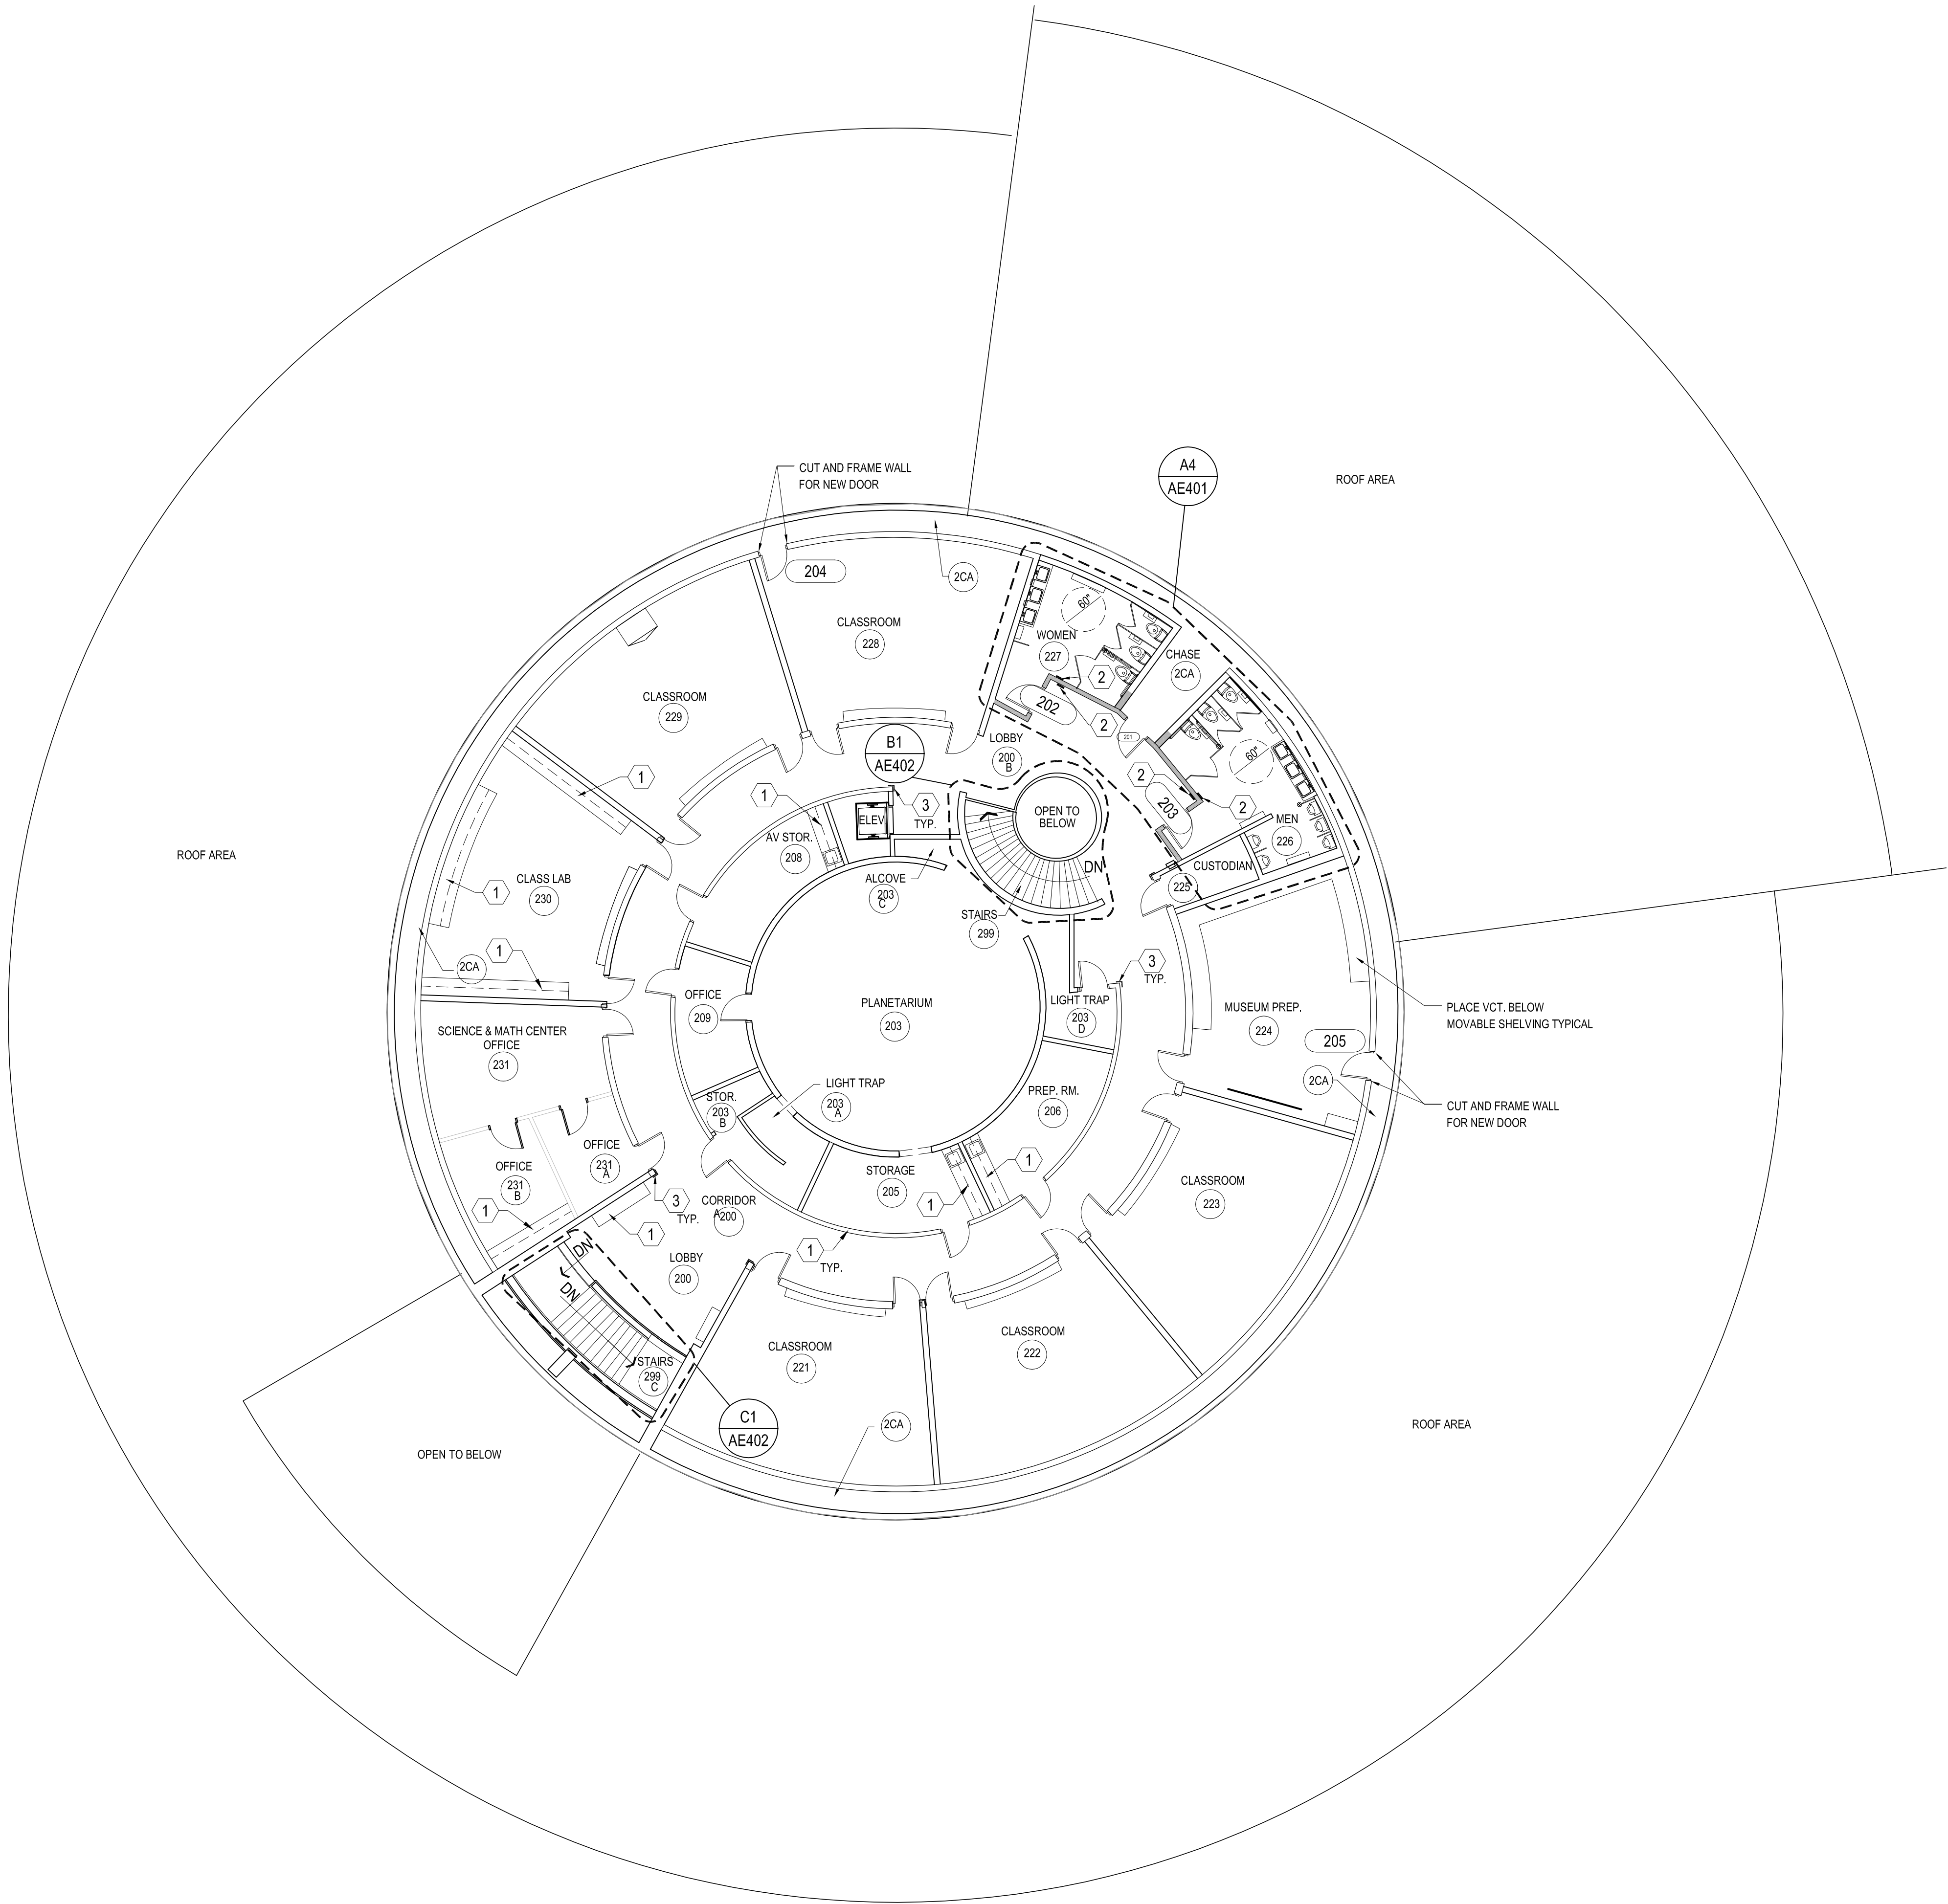 CUT AND FRAME WALL
FOR NEW DOOR
A4
AE401
ROOF AREA
204
2CA
CLASSROOM
228
60"
WOMEN
227
CHASE
2CA
2
202
2
201
CLASSROOM
229
LOBBY
200
B
B1
AE402
60"
2
2
203
1
1
3
TYP.
ELEV.
OPEN TO
BELOW
MEN
226
AV STOR.
208
ROOF AREA
DN
CUSTODIAN
225
CLASS LAB
230
1
ALCOVE
203
C
STAIRS
299
1
2CA
3
TYP.
OFFICE
209
PLANETARIUM
203
LIGHT TRAP
203
D
MUSEUM PREP.
224
PLACE VCT. BELOW
MOVABLE SHELVING TYPICAL
SCIENCE & MATH CENTER
OFFICE
231
205
2CA
LIGHT TRAP
203
A
STOR.
203
B
PREP. RM.
206
CUT AND FRAME WALL
FOR NEW DOOR
OFFICE
231
A
OFFICE
231
B
1
1
STORAGE
205
1
CLASSROOM
223
3
TYP.
CORRIDOR
A200
1
1
TYP.
LOBBY
200
DN
DN
CLASSROOM
221
CLASSROOM
222
STAIRS
299
C
C1
AE402
2CA
ROOF AREA
OPEN TO BELOW